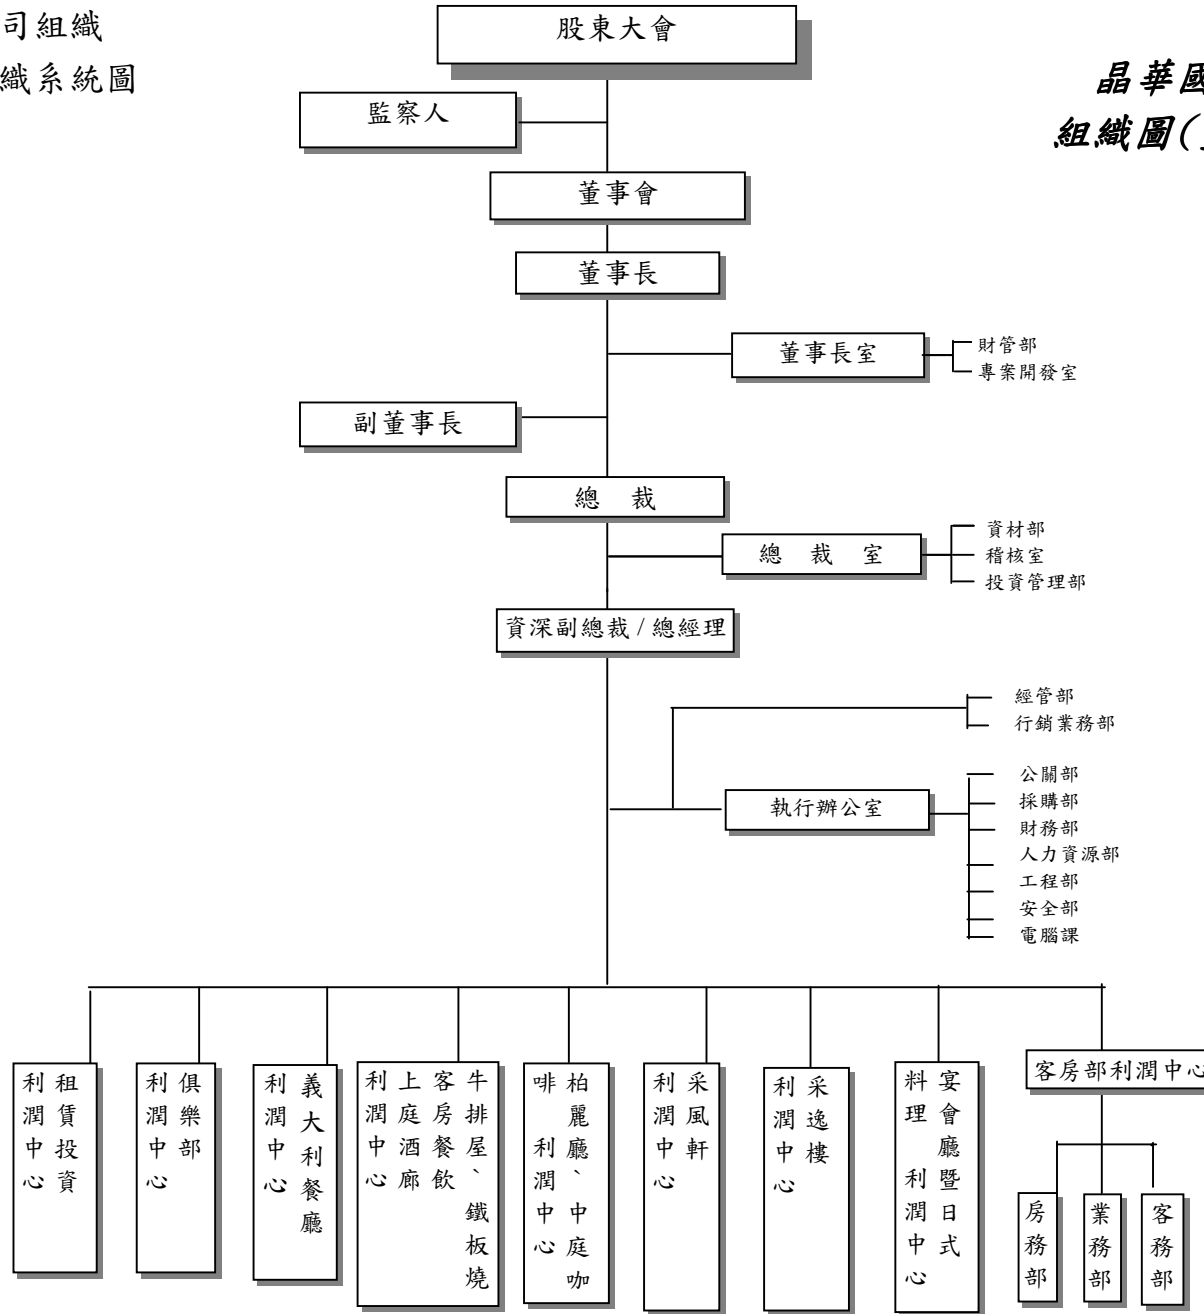 司組織
織系統圖
晶華國
組織圖(
股東大會
監察人
董事會
董事長
董事長室
財管部
專案開發室
副董事長
總 裁
總 裁 室
資材部
稽核室
投資管理部
資深副總裁 / 總經理
經管部
行銷業務部
執行辦公室
公關部
採購部
財務部
人力資源部
工程部
安全部
電腦課
租賃投資
利潤中心
俱樂部
利潤中心
義大利餐廳
利潤中心
牛排屋、鐵板燒
客房餐飲
上庭酒廊
利潤中心
柏麗廳、中庭咖
啡 利潤中心
采風軒
利潤中心
采逸樓
利潤中心
宴會廳暨日式
料理 利潤中心
客房部利潤中心
房務部
業務部
客務部